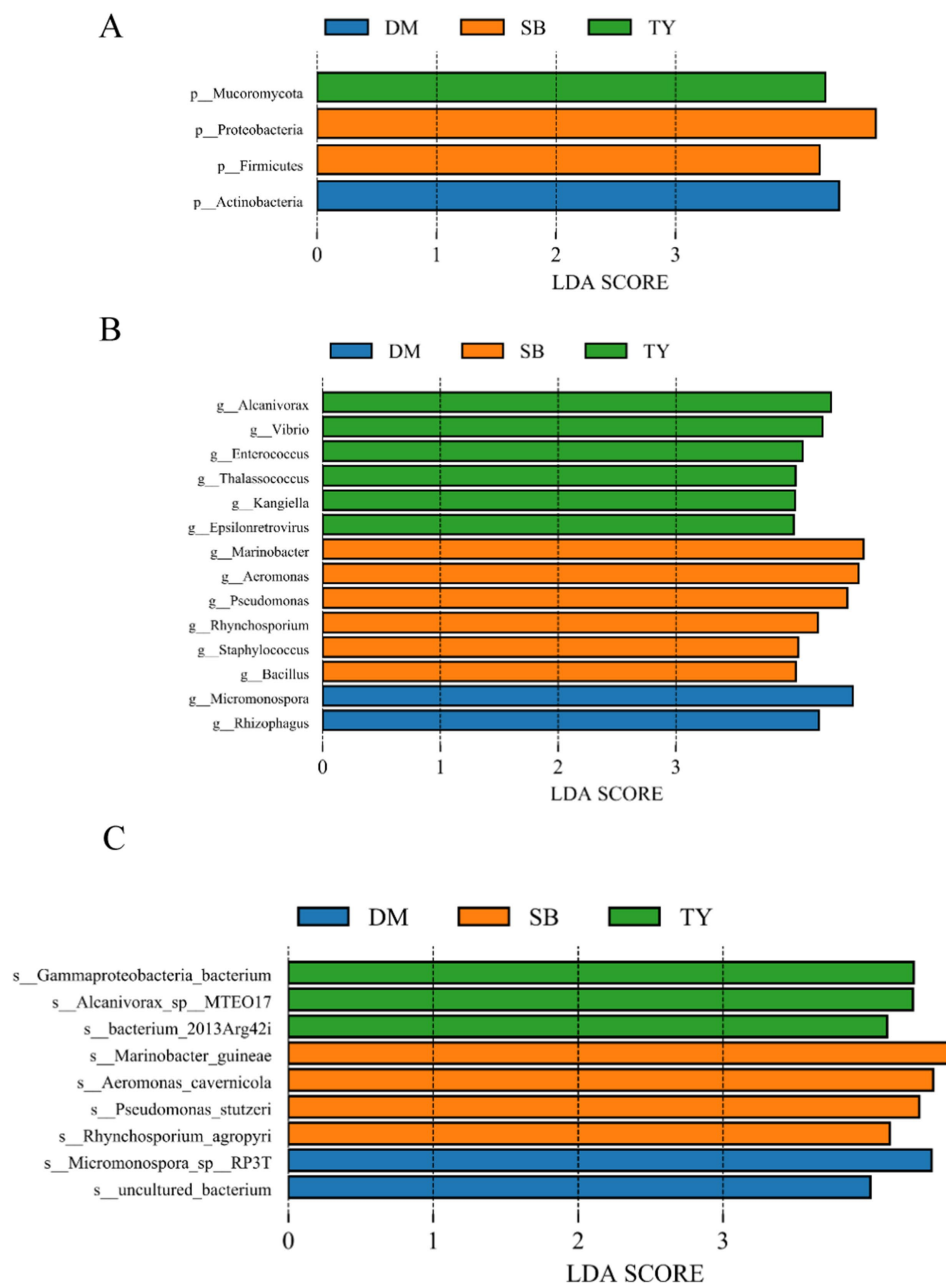 A
DM SB TY
p__Mucoromycota
p__Proteobacteria
p__Firmicutes
p__Actinobacteria
0 1 2 3
LDA SCORE
B
DM SB TY
g__Alcanivorax
g__Vibrio
g__Enterococcus
g__Thalassococcus
g__Kangiella
g__Epsilonretrovirus
g__Marinobacter
g__Aeromonas
g__Pseudomonas
g__Rhynchosporium
g__Staphylococcus
g__Bacillus
g__Micromonospora
g__Rhizophagus
0 1 2 3
LDA SCORE
C
DM SB TY
s__Gammaproteobacteria_bacterium
s__Alcanivorax_sp__MTEO17
s__bacterium_2013Arg42i
s__Marinobacter_guineae
s__Aeromonas_cavernicola
s__Pseudomonas_stutzeri
s__Rhynchosporium_agropyri
s__Micromonospora_sp__RP3T
s__uncultured_bacterium
0 1 2 3
LDA SCORE